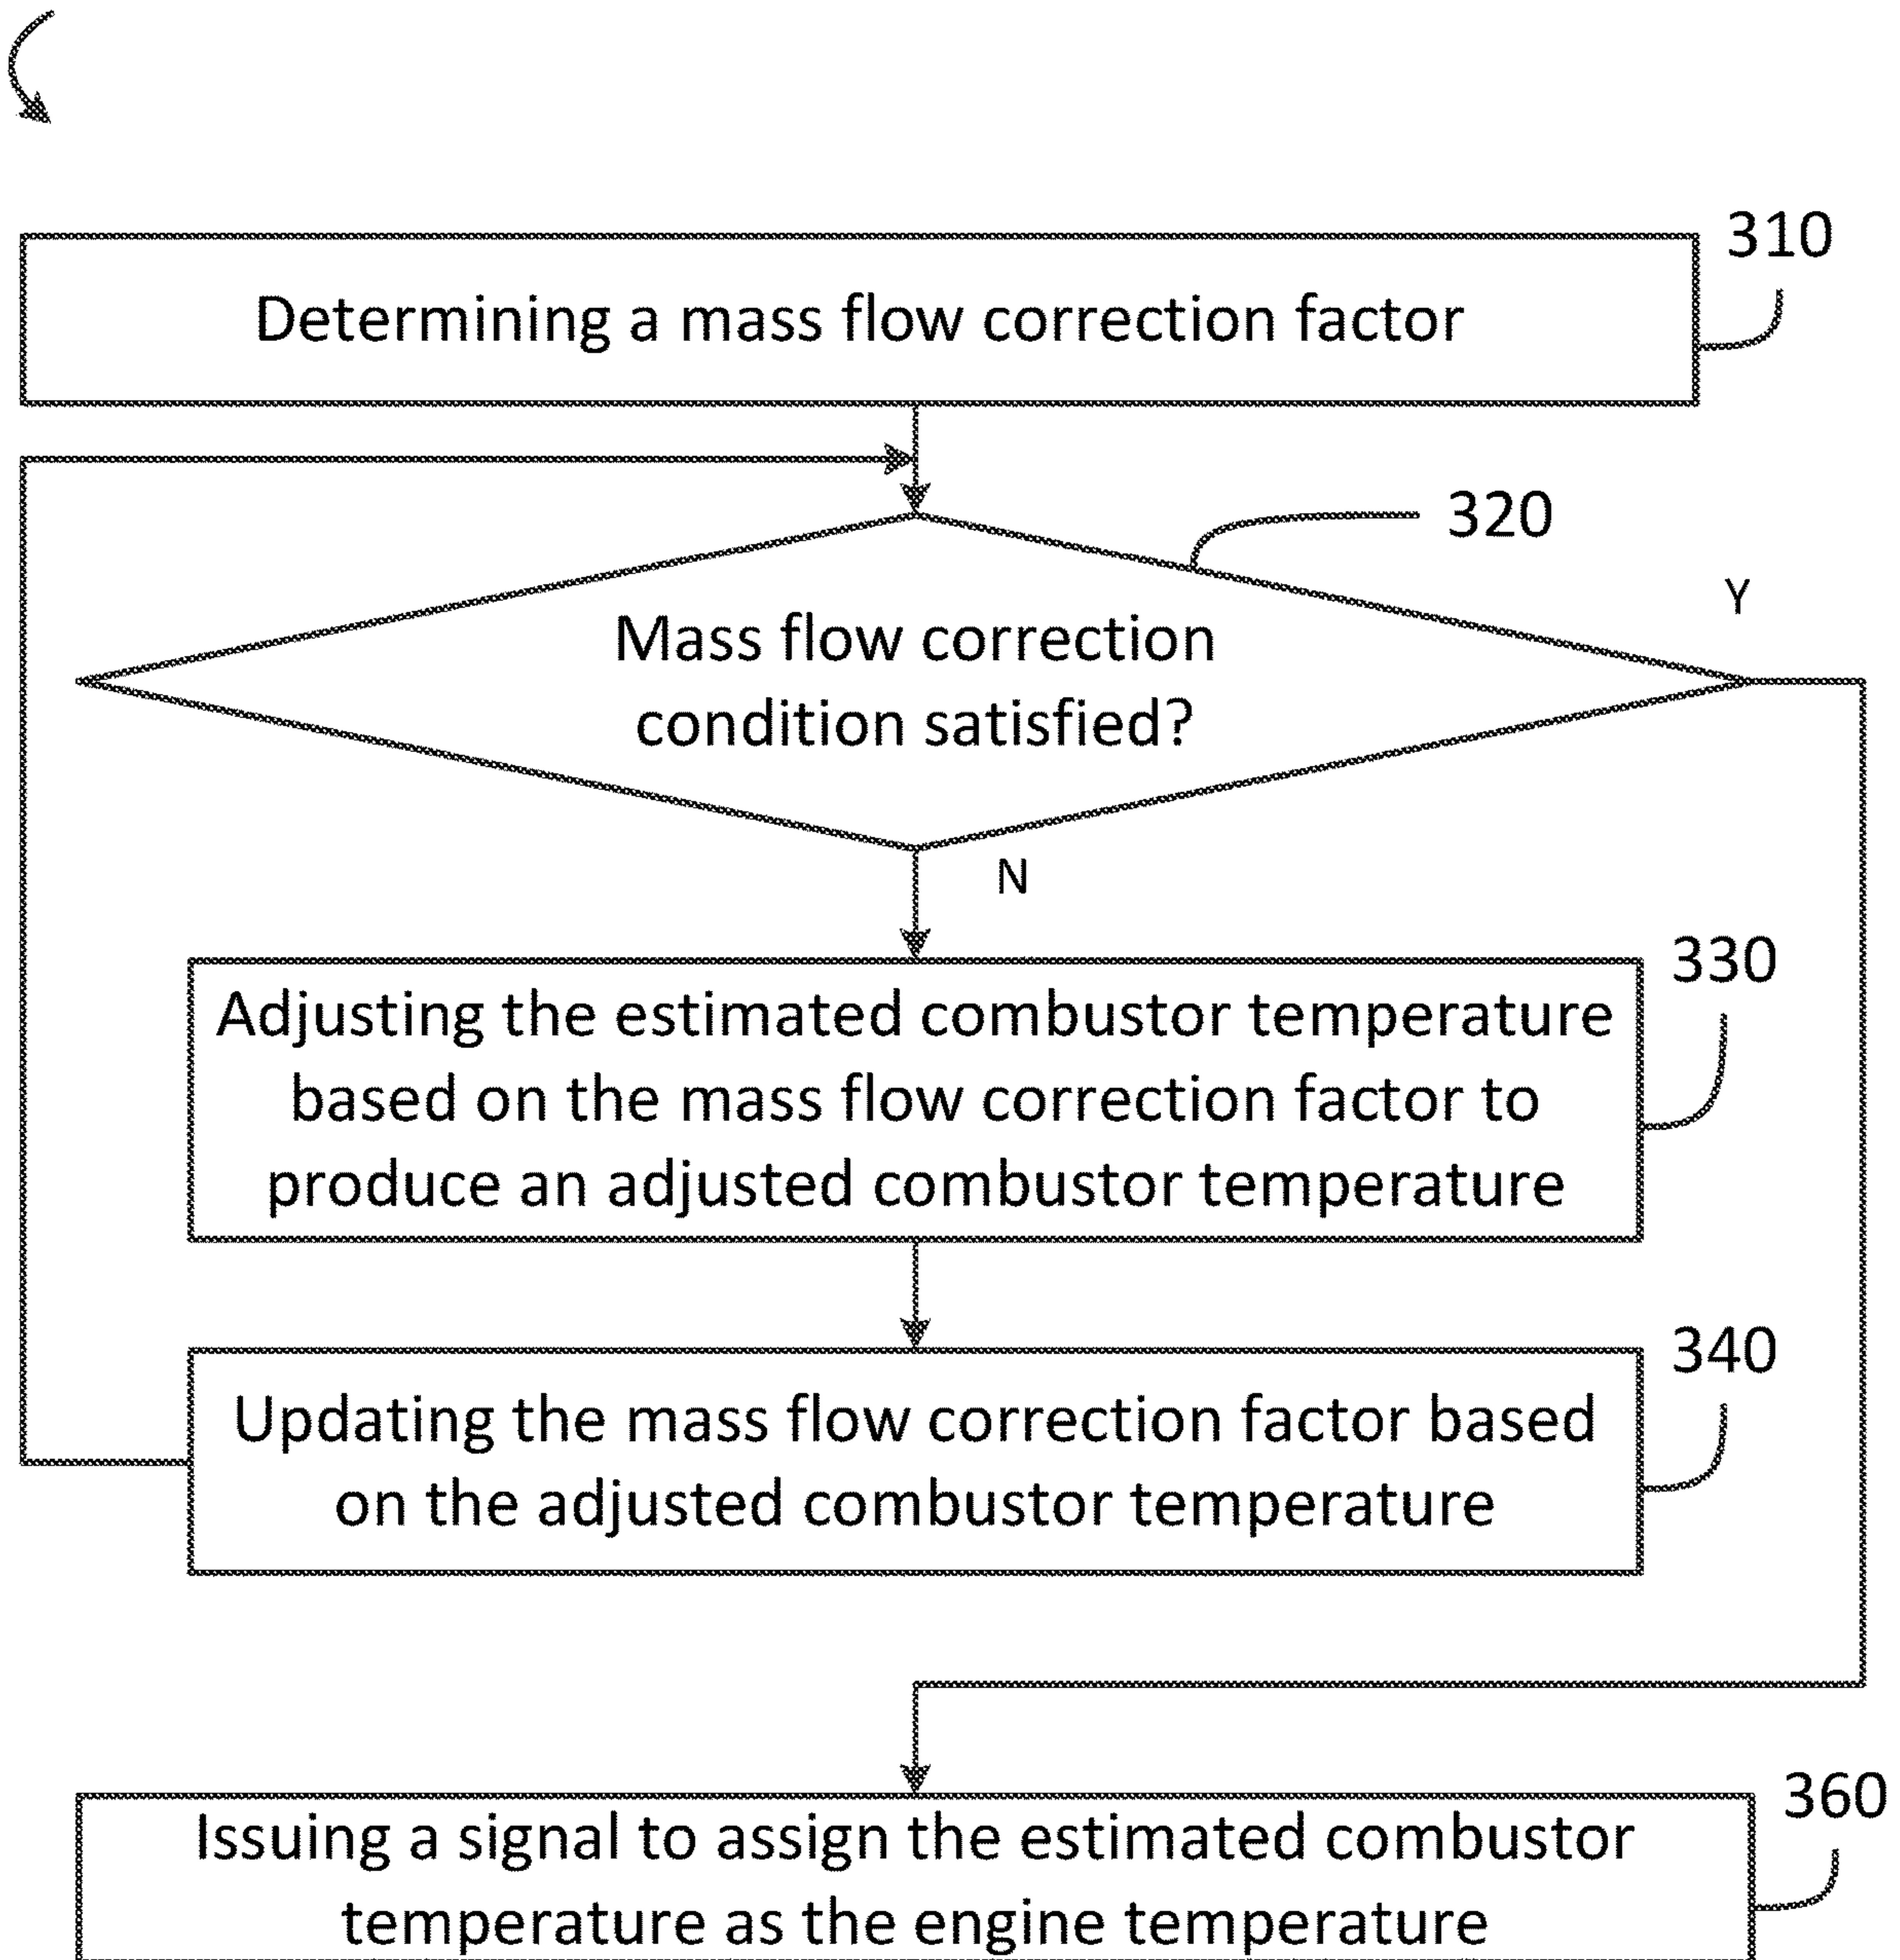 310
Determining a mass flow correction factor
320
Y
Mass flow correction
condition satisfied?
N
330
Adjusting the estimated combustor temperature
based on the mass flow correction factor to
produce an adjusted combustor temperature
340
Updating the mass flow correction factor based
on the adjusted combustor temperature
360
Issuing a signal to assign the estimated combustor
temperature as the engine temperature